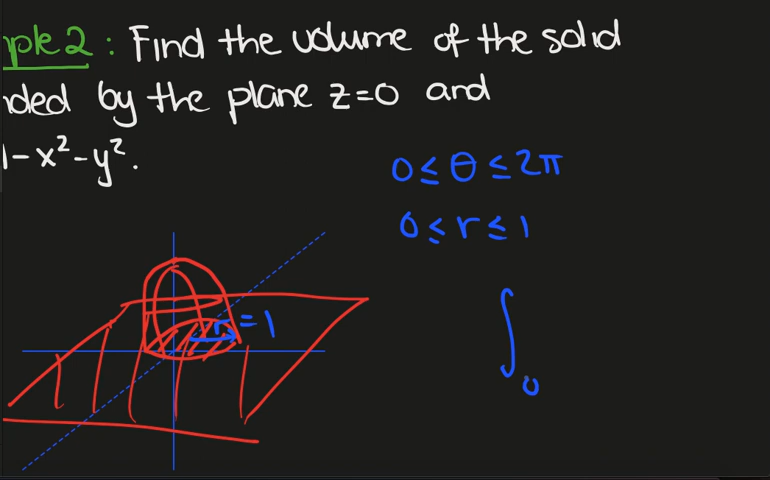 ple 2 : Find the volume of the solid
ded by the plane z=0 and
1-x²-y².
0 ≤ θ ≤ 2π
0 ≤ r ≤ 1
r = 1
∫₀